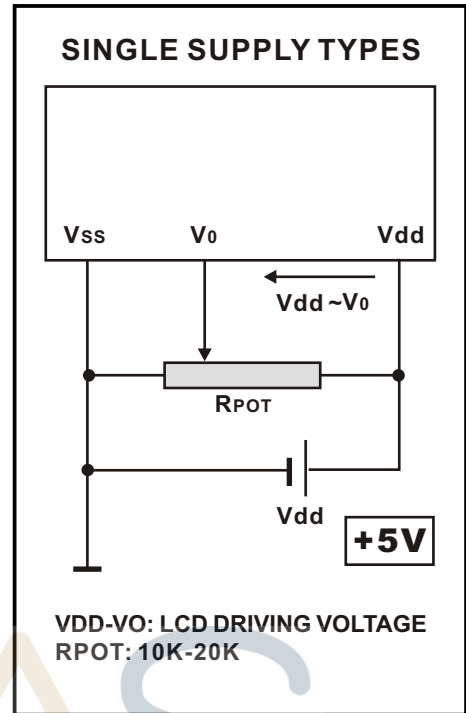 SINGLE SUPPLY TYPES
Vss V0 Vdd
Vdd ~V0
RPOT
Vdd
+5V
VDD-VO: LCD DRIVING VOLTAGE
RPOT: 10K-20K